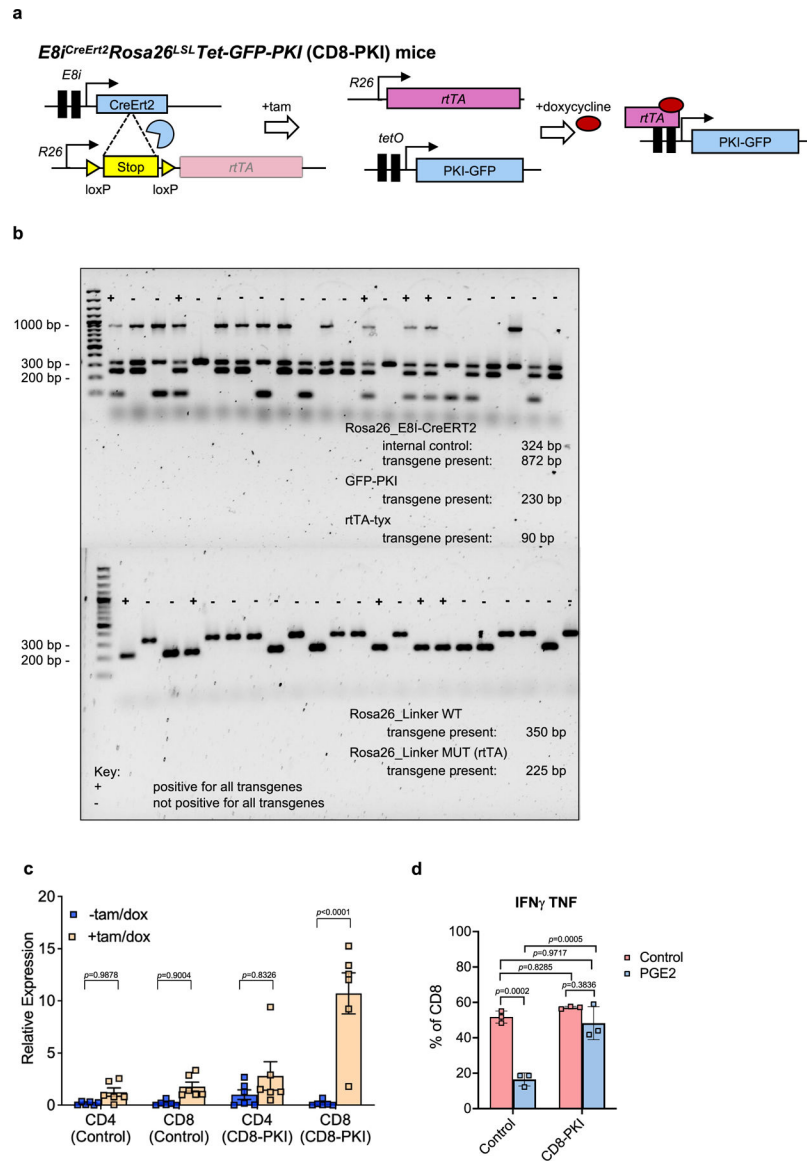 a
E8iCreErt2Rosa26LSLTet-GFP-PKI (CD8-PKI) mice
E8i
CreErt2
R26
Stop
loxP loxP
rtTA
+tam
R26
rtTA
tetO
PKI-GFP
+doxycycline
rtTA
PKI-GFP
b
+ - - + - - - - - - - - + - + + - - - - - -
1000 bp -
300 bp -
200 bp -
Rosa26_E8I-CreERT2
internal control: 324 bp
transgene present: 872 bp
GFP-PKI
transgene present: 230 bp
rtTA-tyx
transgene present: 90 bp
+ - - + - - - - - - - - + - + + - - - - - -
300 bp -
200 bp -
Rosa26_Linker WT
transgene present: 350 bp
Rosa26_Linker MUT (rtTA)
transgene present: 225 bp
Key:
+ positive for all transgenes
- not positive for all transgenes
c
Relative Expression
20
15
10
5
0
-tam/dox
+tam/dox
p=0.9878
p=0.9004
p=0.8326
p<0.0001
CD4 (Control)
CD8 (Control)
CD4 (CD8-PKI)
CD8 (CD8-PKI)
d
IFNγ TNF
% of CD8
100
80
60
40
20
0
p=0.0005
p=0.9717
p=0.8285
p=0.0002
p=0.3836
Control
PGE2
Control
CD8-PKI